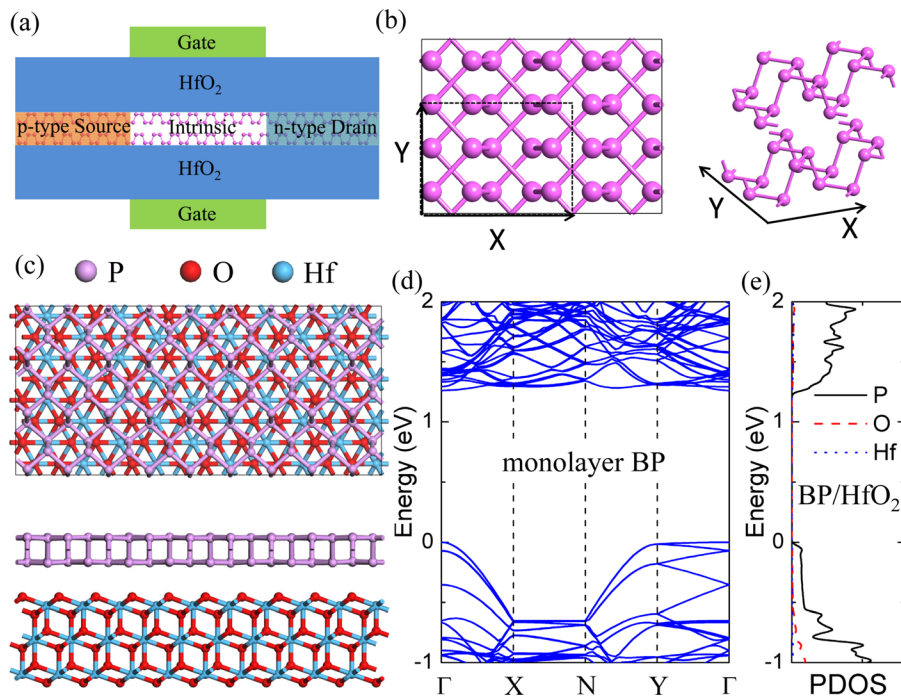 (a)
Gate
HfO₂
p-type Source
Intrinsic
n-type Drain
HfO₂
Gate
(b)
Y
X
Y
X
(c)
P
O
Hf
(d)
2
1
0
-1
Energy (eV)
monolayer BP
Γ
X
N
Y
Γ
(e)
2
1
0
-1
Energy (eV)
P
O
Hf
BP/HfO₂
PDOS